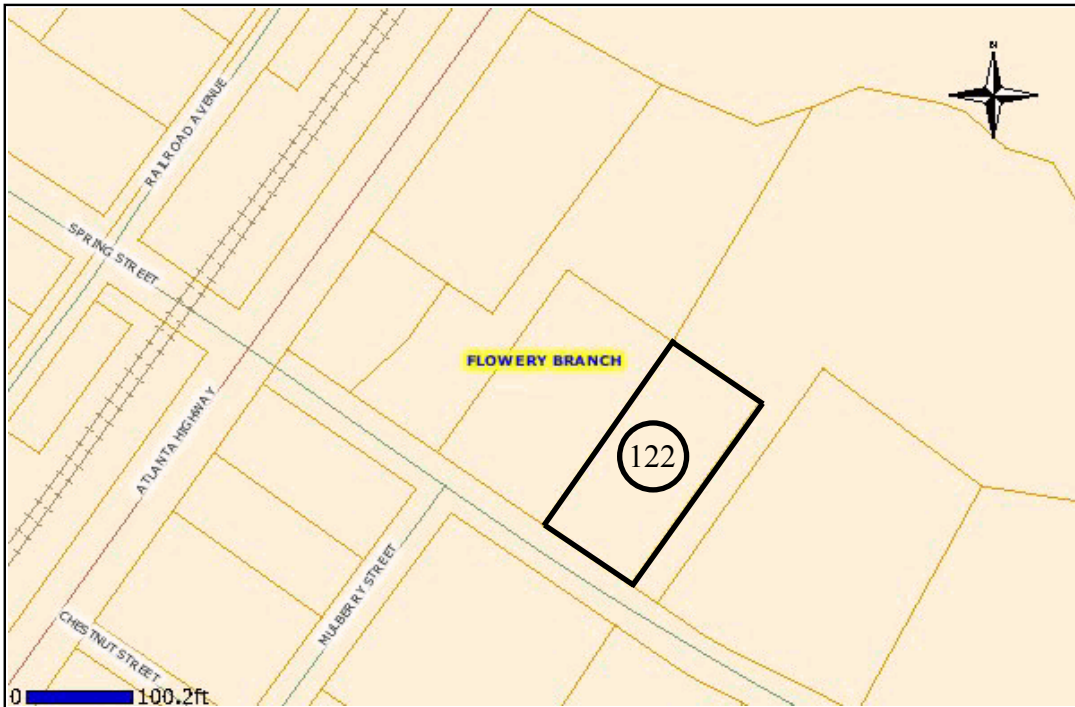 N
RAILROAD AVENUE
SPRING STREET
FLOWERY BRANCH
ATLANTA HIGHWAY
122
MULBERRY STREET
CHESTNUT STREET
0 100.2ft